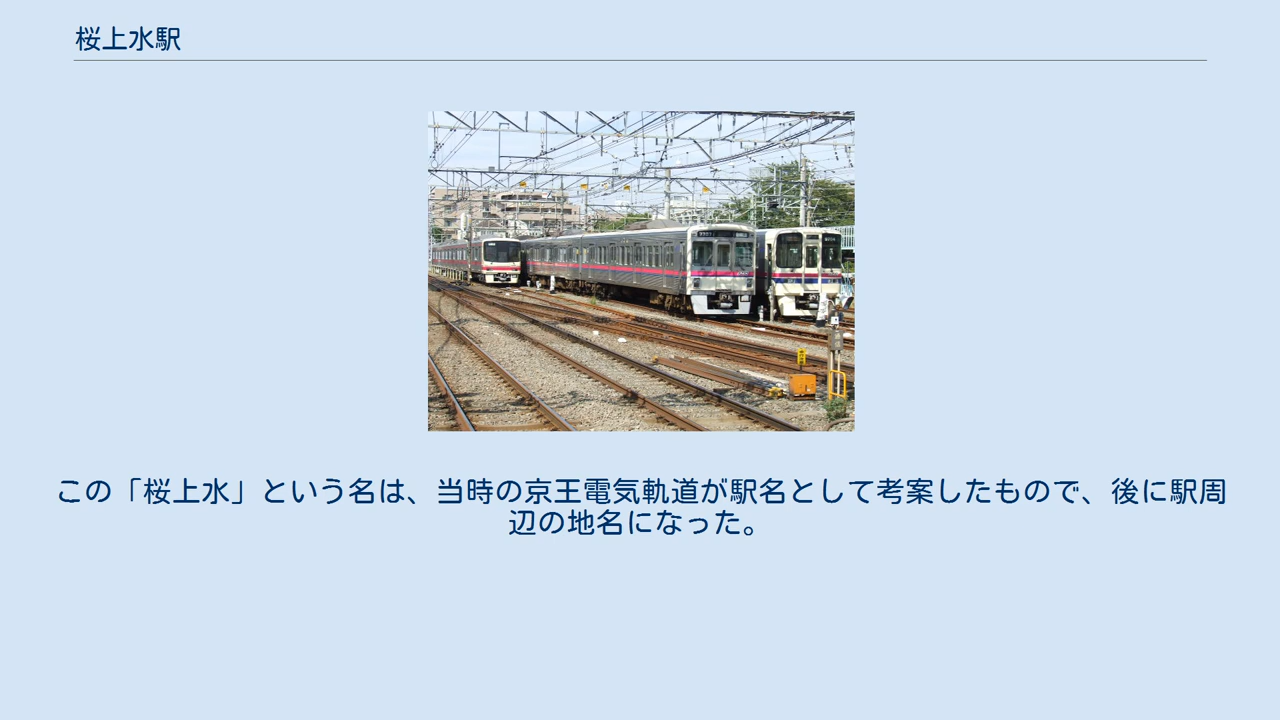 桜上水駅
この「桜上水」という名は、当時の京王電気軌道が駅名として考案したもので、後に駅周
辺の地名になった。